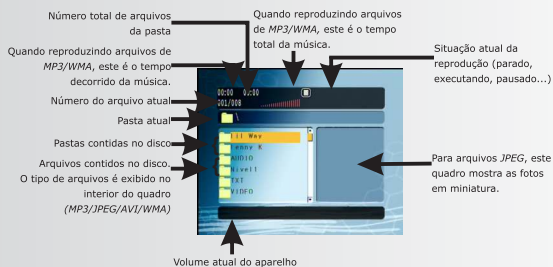 Número total de arquivos
da pasta
Quando reproduzindo arquivos
de MP3/WMA, este é o tempo
total da música.
Quando reproduzindo arquivos de
MP3/WMA, este é o tempo
decorrido da música.
Situação atual da
reprodução (parado,
executando, pausado...)
Número do arquivo atual
Pasta atual
Pastas contidas no disco
Arquivos contidos no disco.
O tipo de arquivos é exibido no
interior do quadro
(MP3/JPEG/AVI/WMA)
Para arquivos JPEG, este
quadro mostra as fotos
em miniatura.
00:00 00:00
001/008
\
Lil Way
Kenny K
AUDIO
Nivell
TXT
VIDEO
Volume atual do aparelho